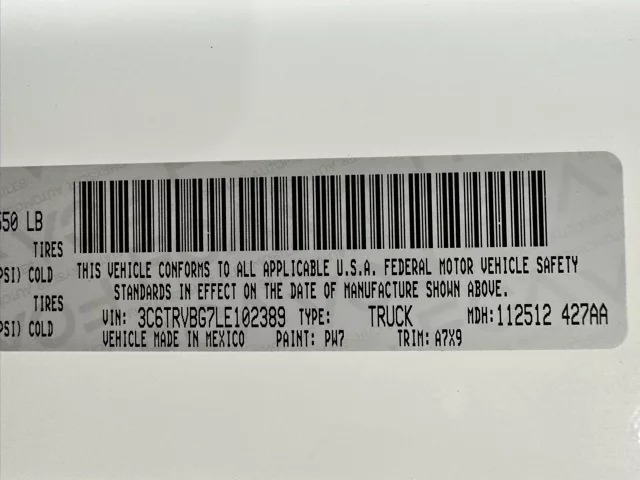 550 LB
TIRES
PSI) COLD
TIRES
PSI) COLD
THIS VEHICLE CONFORMS TO ALL APPLICABLE U.S.A. FEDERAL MOTOR VEHICLE SAFETY
STANDARDS IN EFFECT ON THE DATE OF MANUFACTURE SHOWN ABOVE.
VIN: 3C6TRVBG7LE102389 TYPE: TRUCK MDH: 112512 427AA
VEHICLE MADE IN MEXICO PAINT: PW7 TRIM: A7X9